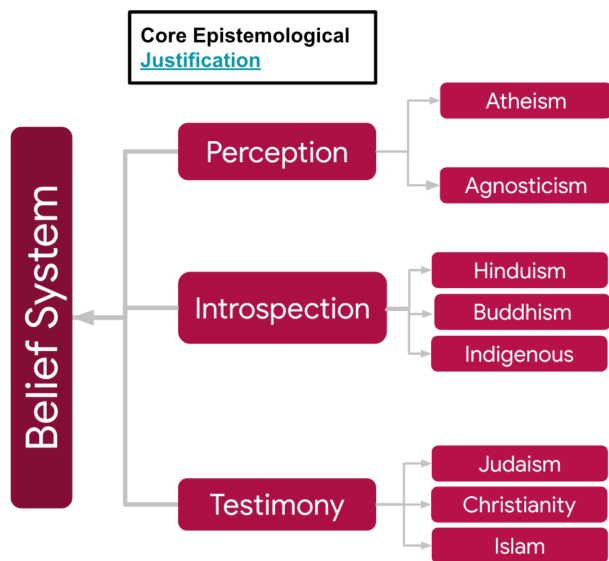 Core Epistemological
Justification
Belief System
Perception
Atheism
Agnosticism
Introspection
Hinduism
Buddhism
Indigenous
Testimony
Judaism
Christianity
Islam